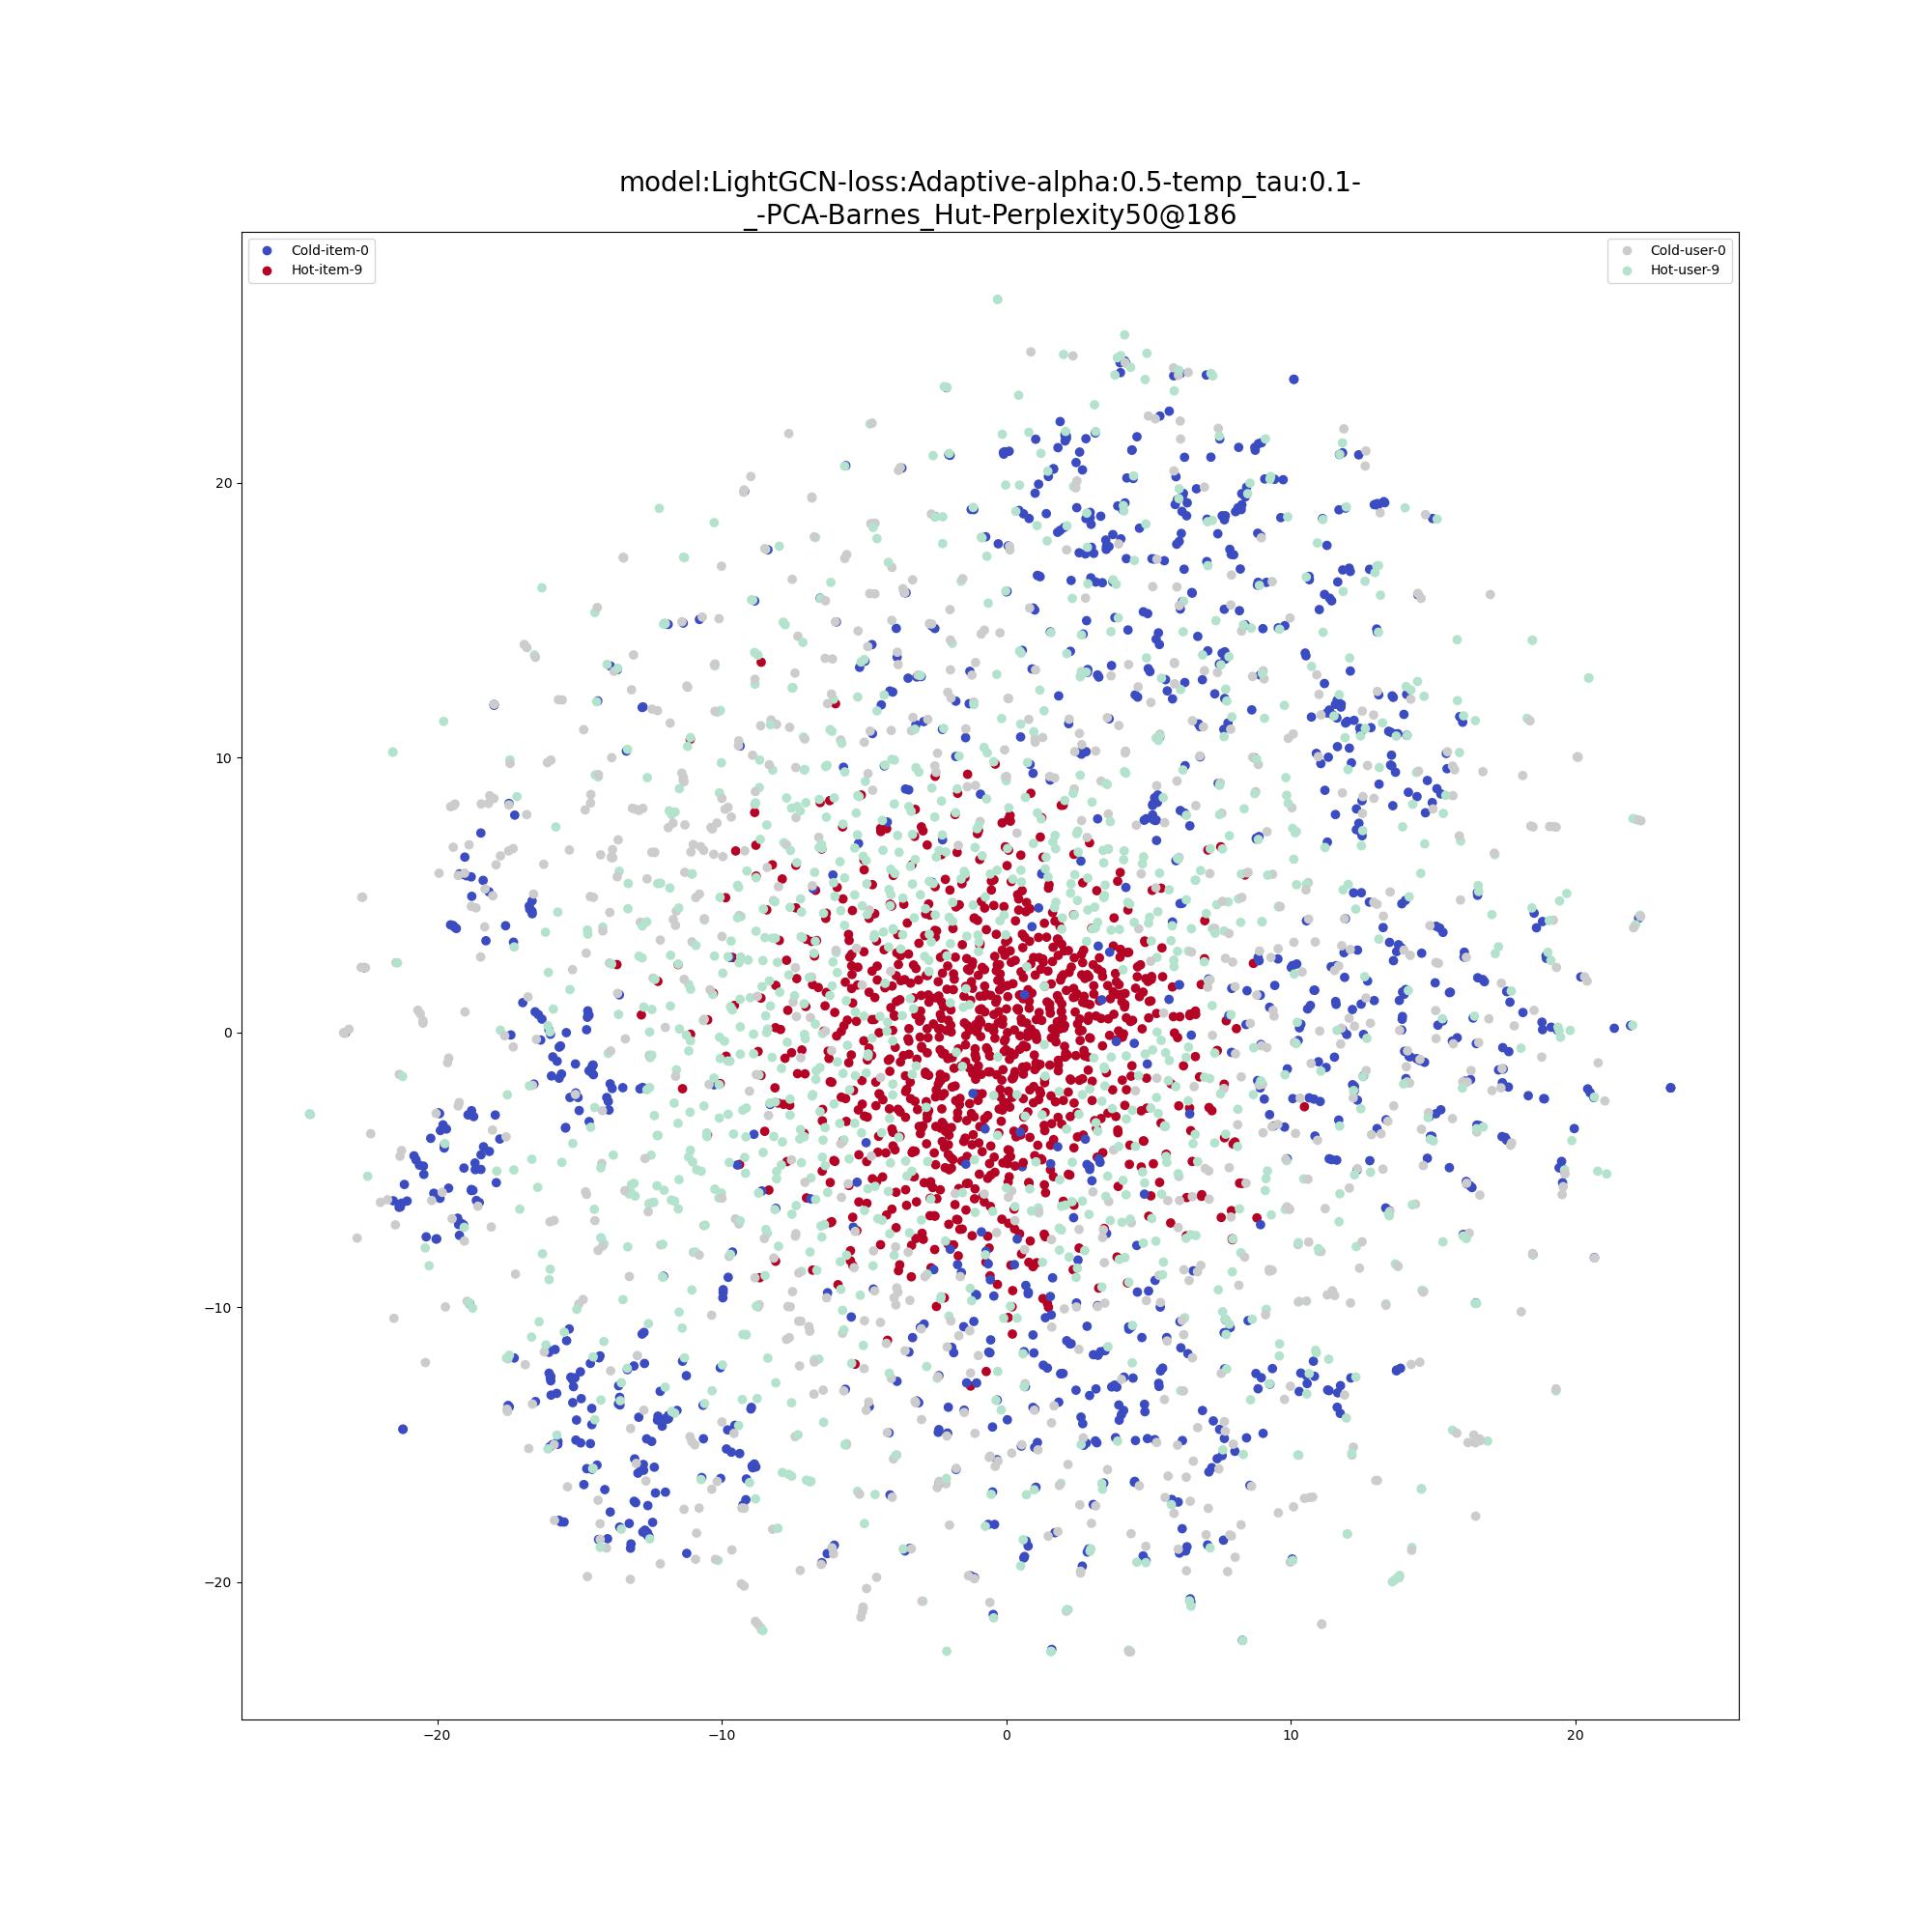 model:LightGCN-loss:Adaptive-alpha:0.5-temp_tau:0.1-
_-PCA-Barnes_Hut-Perplexity50@186
Cold-item-0
Hot-item-9
Cold-user-0
Hot-user-9
20
10
0
−10
−20
−20
−10
0
10
20